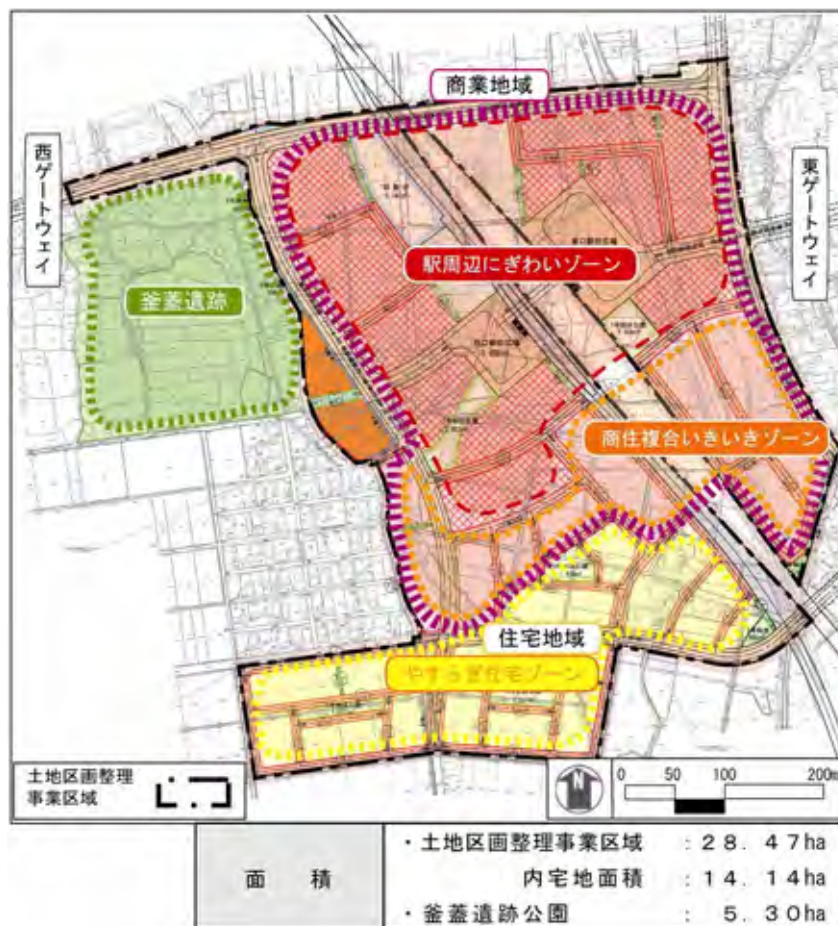 商業地域
西ゲートウェイ
東ゲートウェイ
駅周辺にぎわいゾーン
釜蓋遺跡
商住複合いきいきゾーン
住宅地域
やすらぎ住宅ゾーン
土地区画整理
事業区域
N
0 50 100 200m
面 積
・土地区画整理事業区域 : 28.47ha
内宅地面積 : 14.14ha
・釜蓋遺跡公園 : 5.30ha